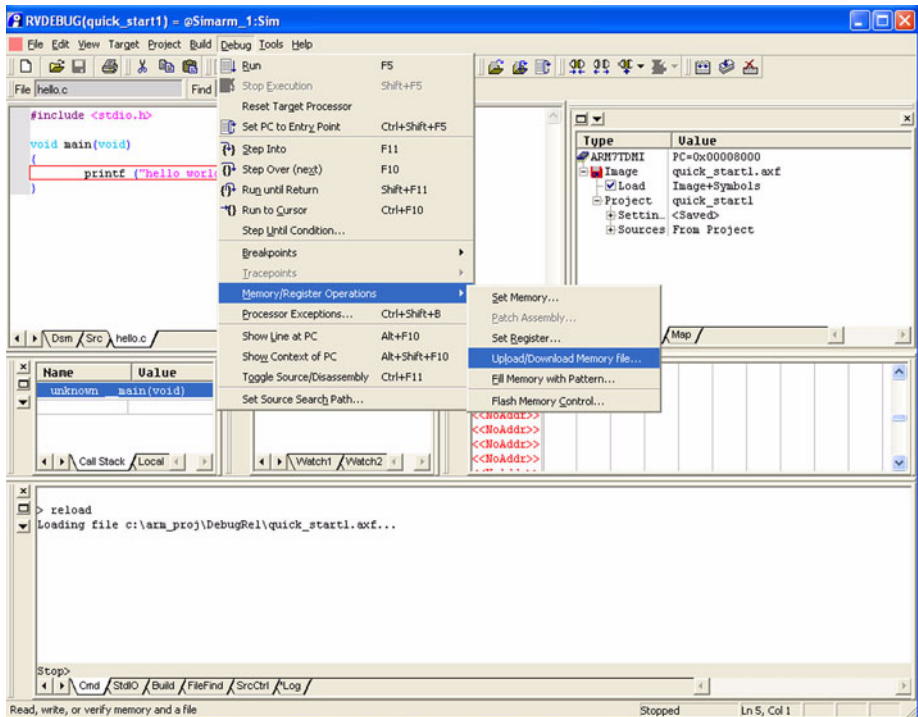 RVDEBUG(quick_start1) = @Simarm_1:Sim
File Edit View Target Project Build Debug Tools Help
File hello.c Find
#include <stdio.h>
void main(void)
{
printf ("hello worl
}
Dsm Src hello.c
Run F5
Stop Execution Shift+F5
Reset Target Processor
Set PC to Entry Point Ctrl+Shift+F5
Step Into F11
Step Over (next) F10
Run until Return Shift+F11
Run to Cursor Ctrl+F10
Step Until Condition...
Breakpoints
Tracepoints
Memory/Register Operations
Processor Exceptions... Ctrl+Shift+B
Show Line at PC Alt+F10
Show Context of PC Alt+Shift+F10
Toggle Source/Disassembly Ctrl+F11
Set Source Search Path...
Set Memory...
Patch Assembly...
Set Register...
Upload/Download Memory file...
Fill Memory with Pattern...
Flash Memory Control...
Type Value
ARM7TDMI PC=0x00008000
Image quick_start1.axf
Load Image+Symbols
Project quick_start1
Settin… <Saved>
Sources From Project
Map
Name Value
unknown __main(void)
Call Stack Local
Watch1 Watch2
<<NoAddr>>
<<NoAddr>>
<<NoAddr>>
<<NoAddr>>
> reload
Loading file c:\arm_proj\DebugRel\quick_start1.axf...
Stop>
Cmd StdIO Build FileFind SrcCtrl *Log
Read, write, or verify memory and a file Stopped Ln 5, Col 1